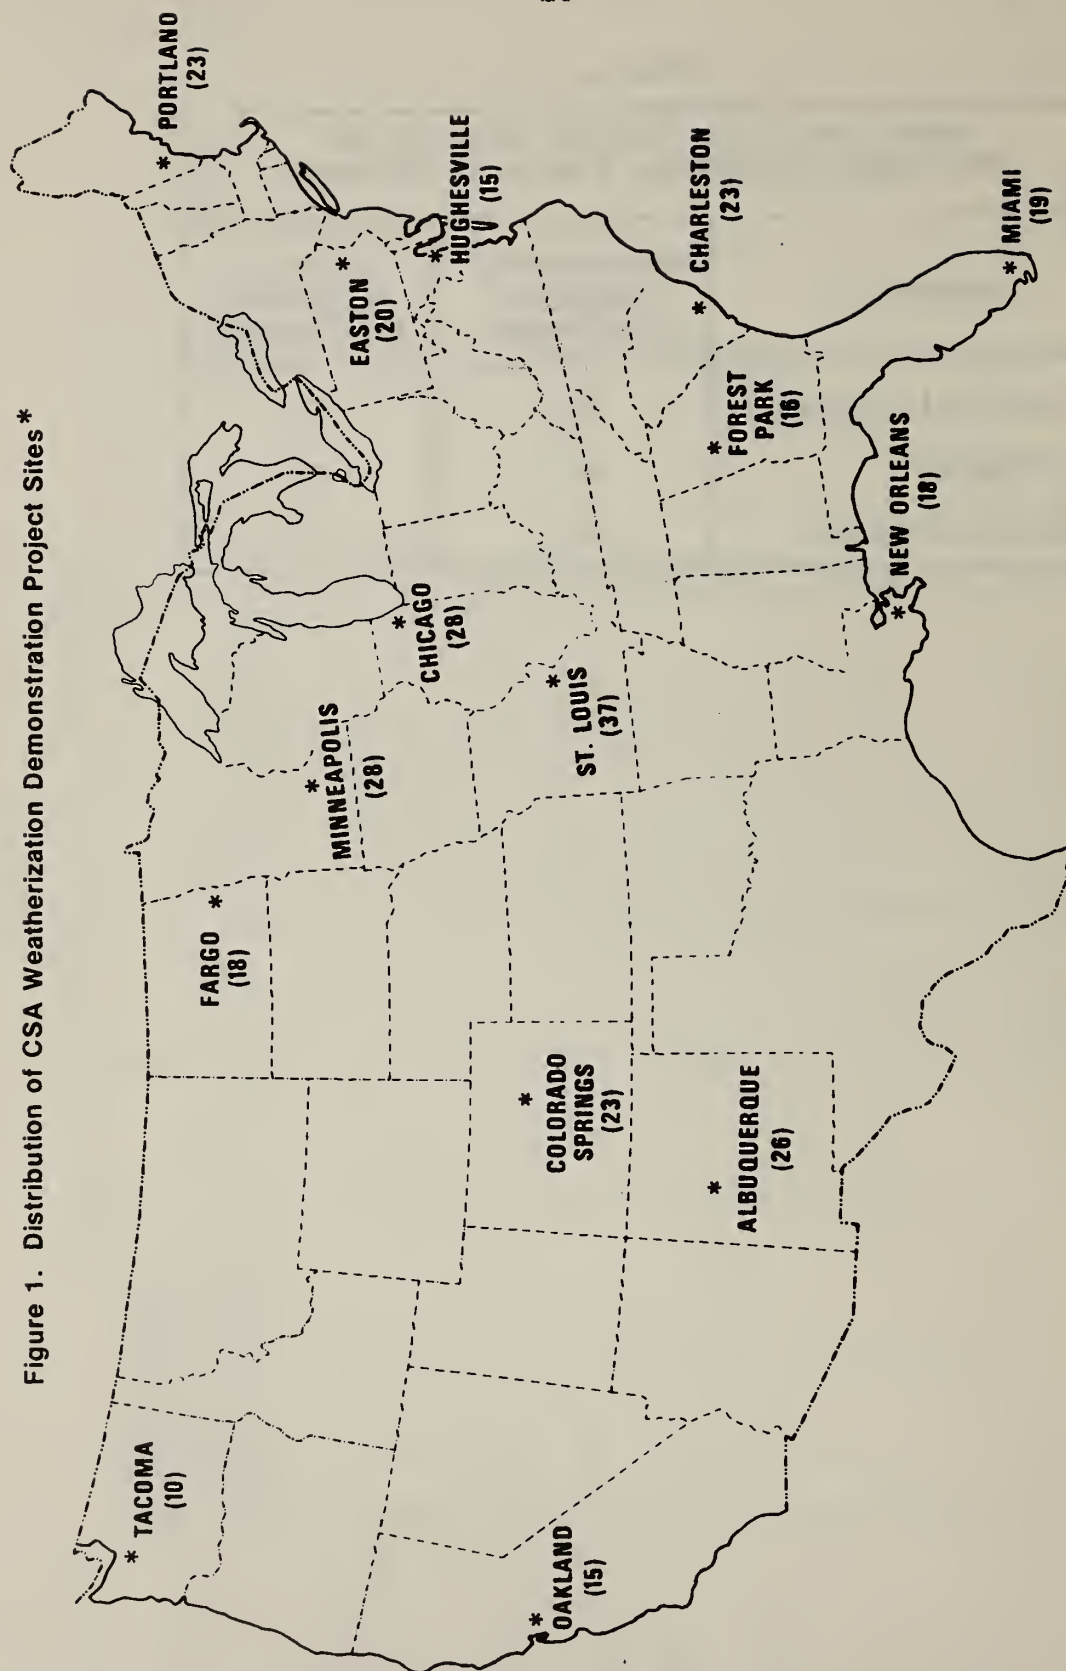 Figure 1. Distribution of CSA Weatherization Demonstration Project Sites*
* TACOMA
(10)
* OAKLAND
(15)
FARGO *
(18)
* MINNEAPOLIS
(28)
* CHICAGO
(28)
* ST. LOUIS
(37)
* COLORADO
SPRINGS
(23)
* ALBUQUERQUE
(26)
* NEW ORLEANS
(18)
* FOREST
PARK
(16)
* MIAMI
(19)
* CHARLESTON
(23)
* HUGHESVILLE
(15)
* EASTON
(20)
* PORTLAND
(23)